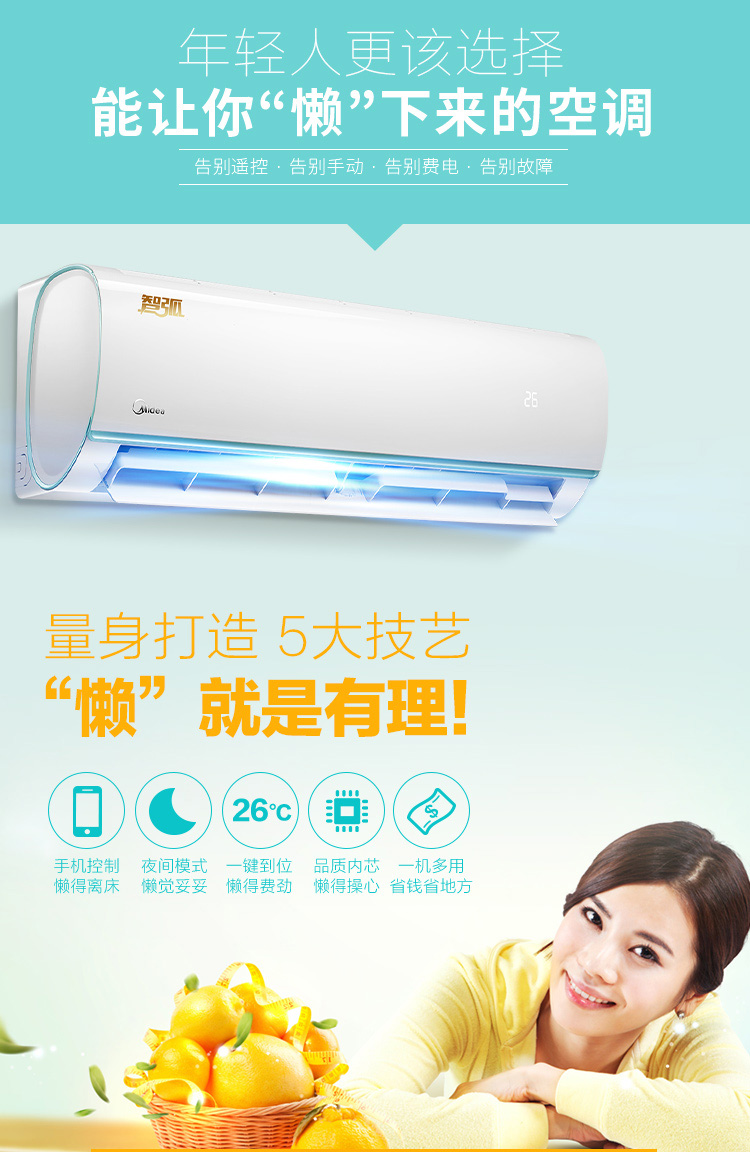 年轻人更该选择
能让你“懒”下来的空调
告别遥控 · 告别手动 · 告别费电 · 告别故障
智弧
Midea
26
量身打造 5大技艺
“懒”就是有理!
26°C
手机控制 夜间模式 一键到位 品质内芯 一机多用
懒得离床 懒觉妥妥 懒得费劲 懒得操心 省钱省地方